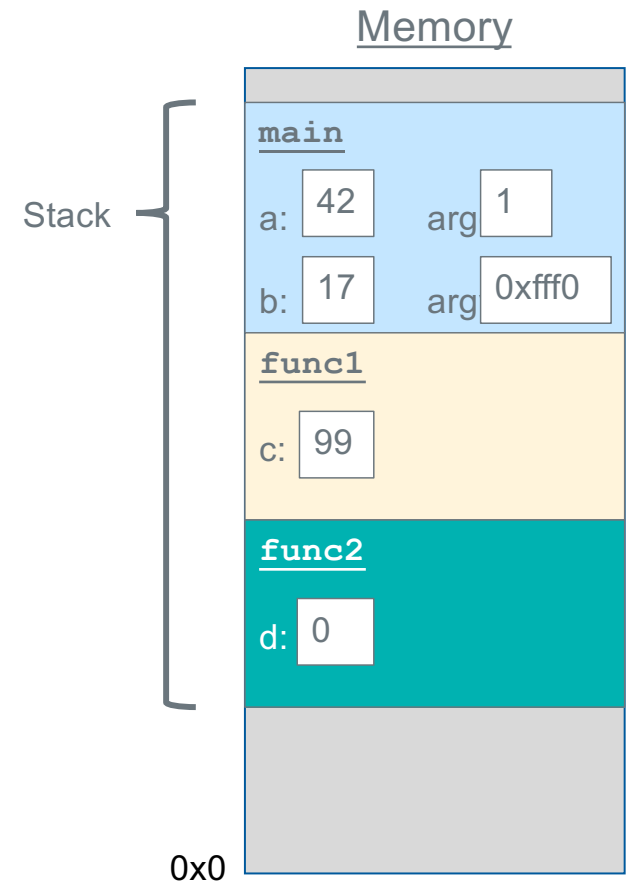 Memory
Stack
main
a: 42 arg 1
b: 17 arg 0xfff0
func1
c: 99
func2
d: 0
0x0